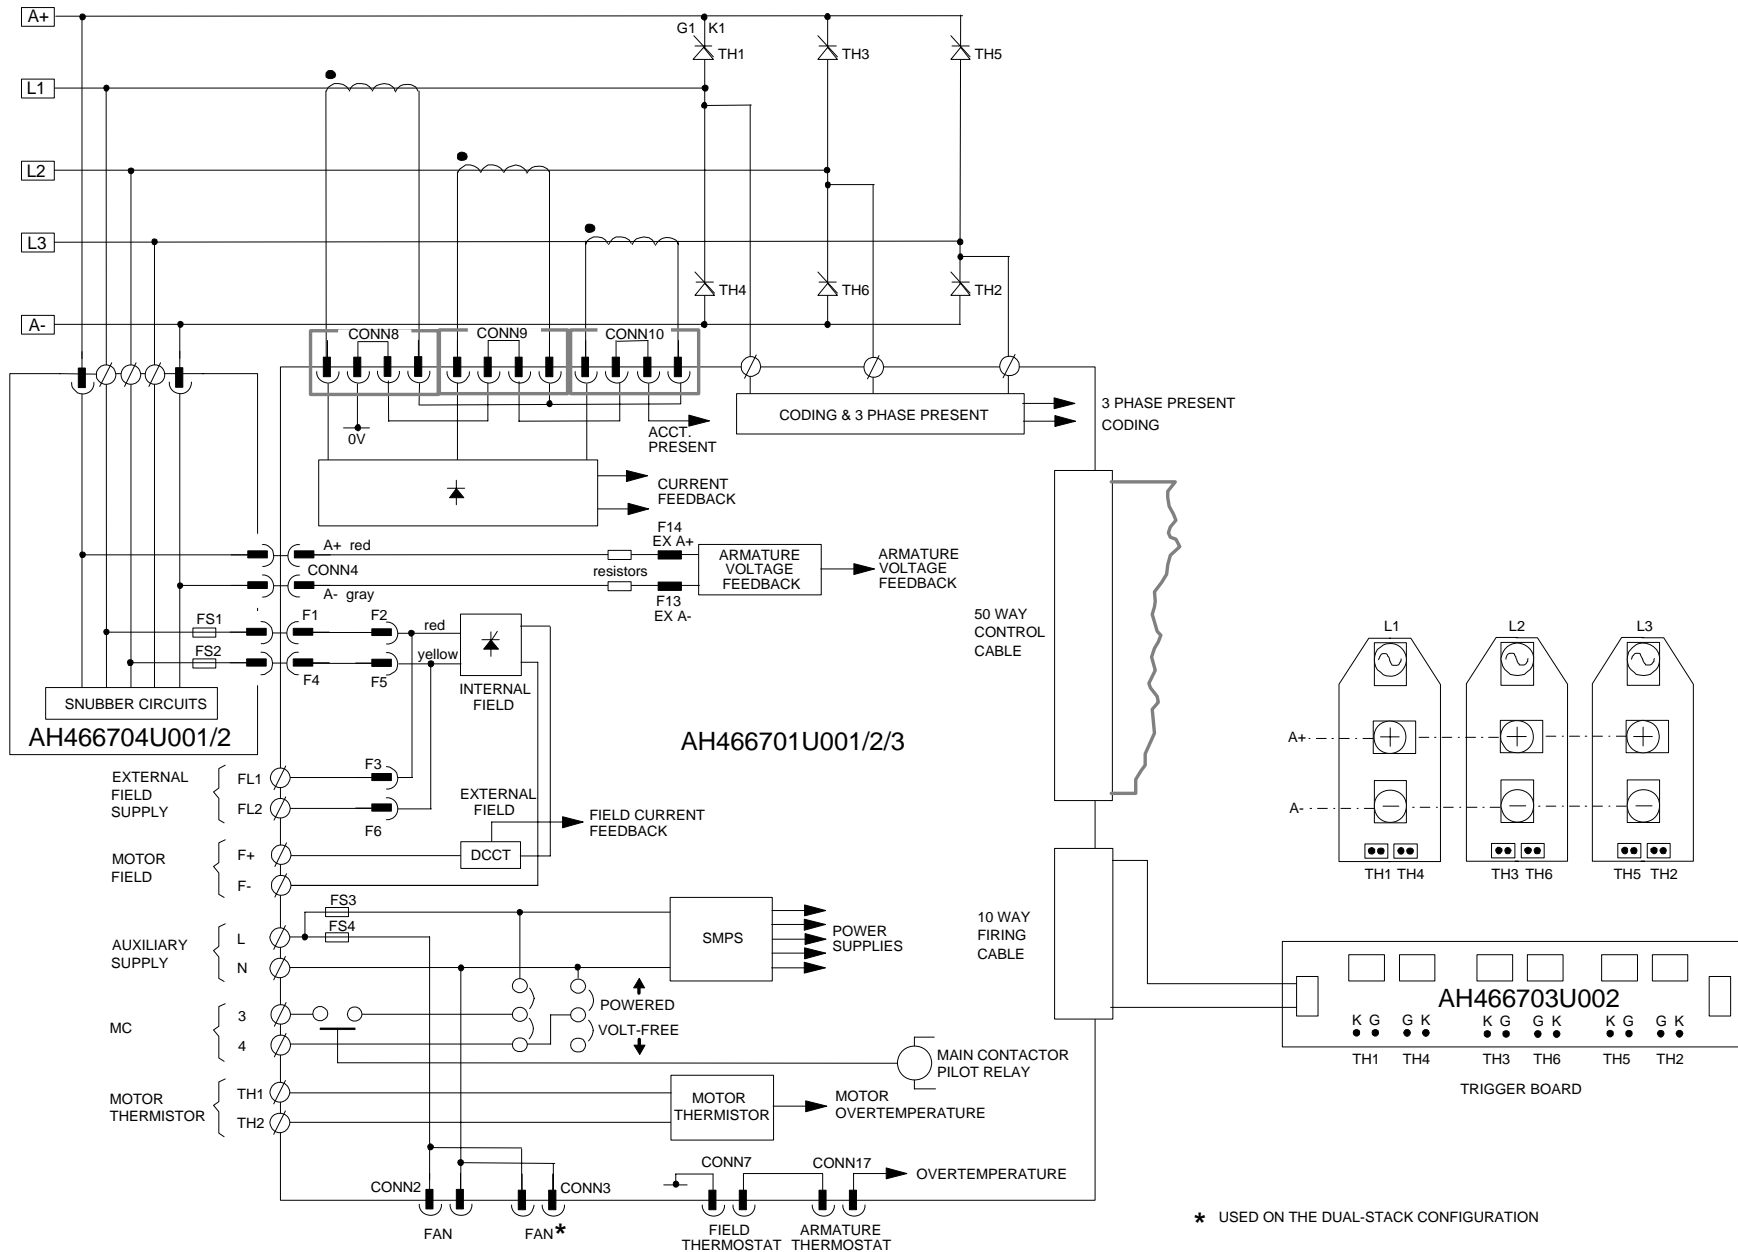 A+
G1 K1
TH1
TH3
TH5
L1
L2
L3
TH4
TH6
TH2
A-
CONN8
CONN9
CONN10
0V
ACCT.
PRESENT
CODING & 3 PHASE PRESENT
3 PHASE PRESENT
CODING
CURRENT
FEEDBACK
A+ red
CONN4
A- gray
resistors
F14
EX A+
F13
EX A-
ARMATURE
VOLTAGE
FEEDBACK
ARMATURE
VOLTAGE
FEEDBACK
FS1
F1
F2
red
FS2
F4
F5
yellow
INTERNAL
FIELD
50 WAY
CONTROL
CABLE
SNUBBER CIRCUITS
AH466704U001/2
AH466701U001/2/3
L1
L2
L3
A+
A-
TH1 TH4
TH3 TH6
TH5 TH2
EXTERNAL
FIELD
SUPPLY
FL1
FL2
F3
F6
EXTERNAL
FIELD
FIELD CURRENT
FEEDBACK
MOTOR
FIELD
F+
F-
DCCT
AUXILIARY
SUPPLY
L
N
FS3
FS4
SMPS
POWER
SUPPLIES
10 WAY
FIRING
CABLE
MC
3
4
POWERED
VOLT-FREE
MAIN CONTACTOR
PILOT RELAY
AH466703U002
K G
G K
K G
G K
K G
G K
TH1
TH4
TH3
TH6
TH5
TH2
TRIGGER BOARD
MOTOR
THERMISTOR
TH1
TH2
MOTOR
THERMISTOR
MOTOR
OVERTEMPERATURE
CONN2
CONN3
FAN
FAN*
CONN7
CONN17
OVERTEMPERATURE
FIELD
THERMOSTAT
ARMATURE
THERMOSTAT
* USED ON THE DUAL-STACK CONFIGURATION